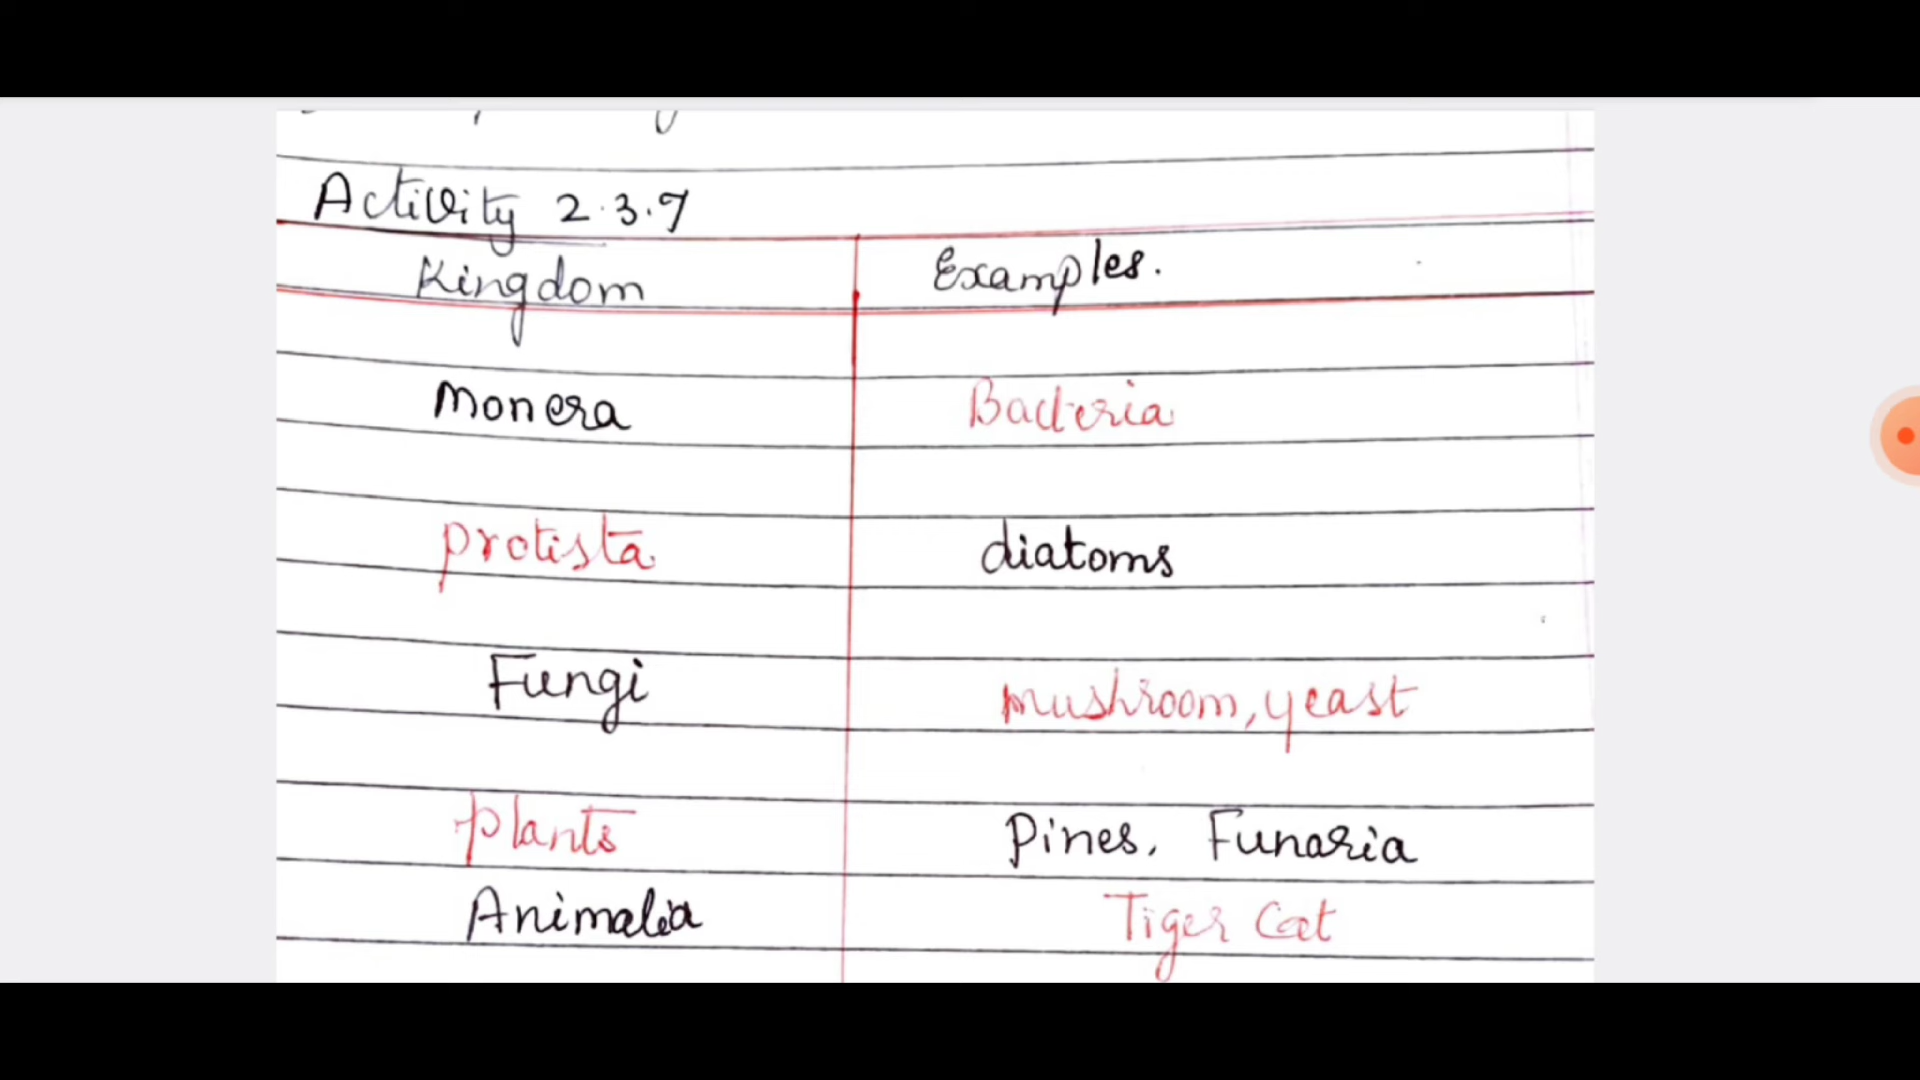 Activity 2.3.7
Kingdom Examples.
Monera Bacteria
protista diatoms
Fungi mushroom, yeast
plants Pines, Funaria
Animalia Tiger Cat